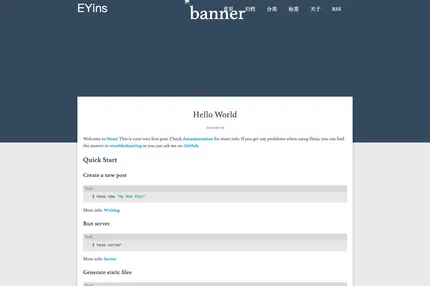 EYins
banner
首页 归档 分类 标签 关于 RSS
Hello World
Welcome to Hexo! This is your very first post. Check documentation for more info. If you get any problems when using Hexo, you can find
the answer in troubleshooting or you can ask me on GitHub.
Quick Start
Create a new post
Bash
$ hexo new "My New Post"
More info: Writing
Run server
Bash
$ hexo server
More info: Server
Generate static files